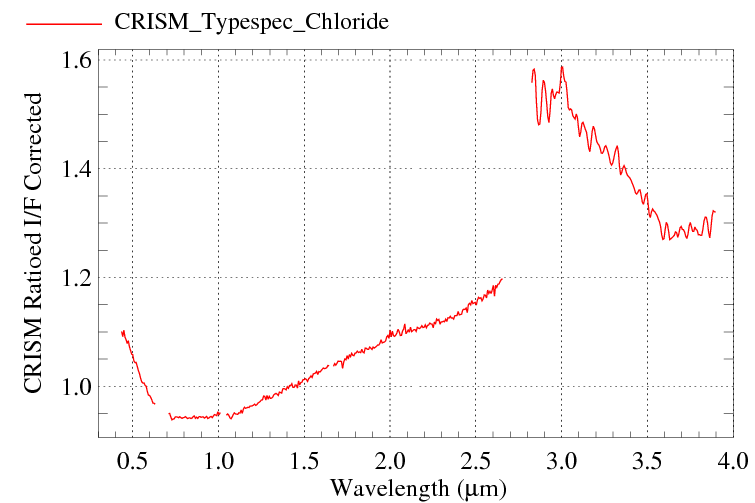 CRISM_Typespec_Chloride
CRISM Ratioed I/F Corrected
1.6
1.4
1.2
1.0
0.5 1.0 1.5 2.0 2.5 3.0 3.5 4.0
Wavelength (μm)